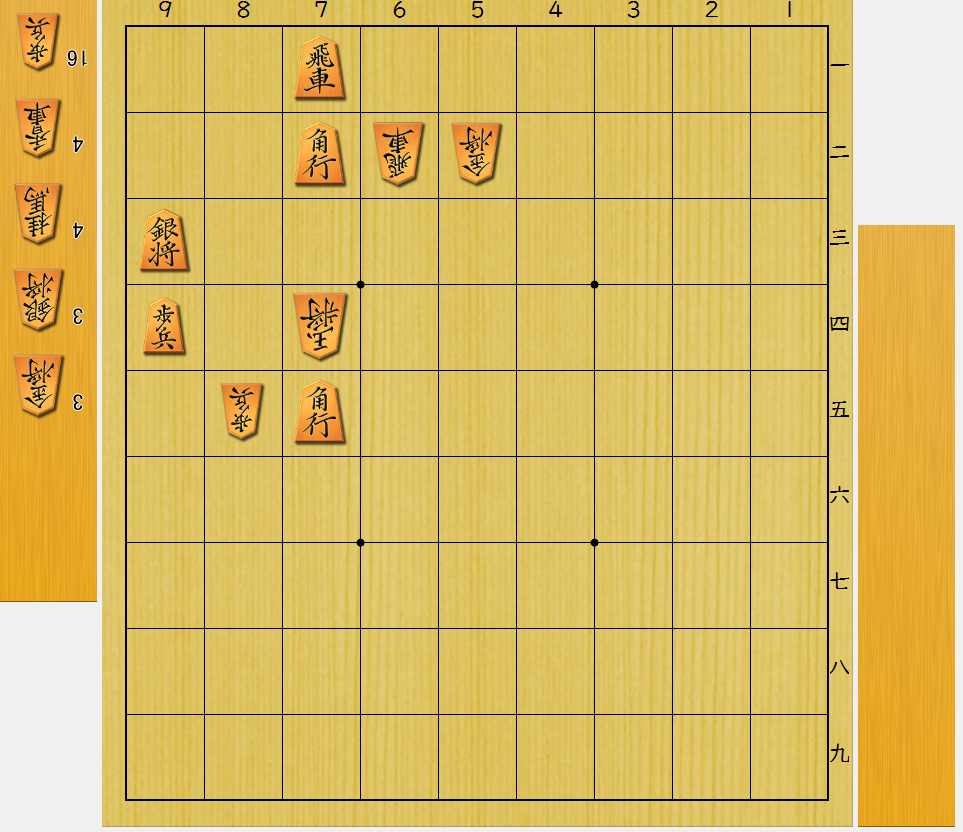 9 8 7 6 5 4 3 2 1
歩兵 16
香車 4
桂馬 4
銀将 3
金将 3
飛車 一
角行 飛車 金将 二
銀将 三
歩兵 玉将 四
歩兵 角行 五
六
七
八
九